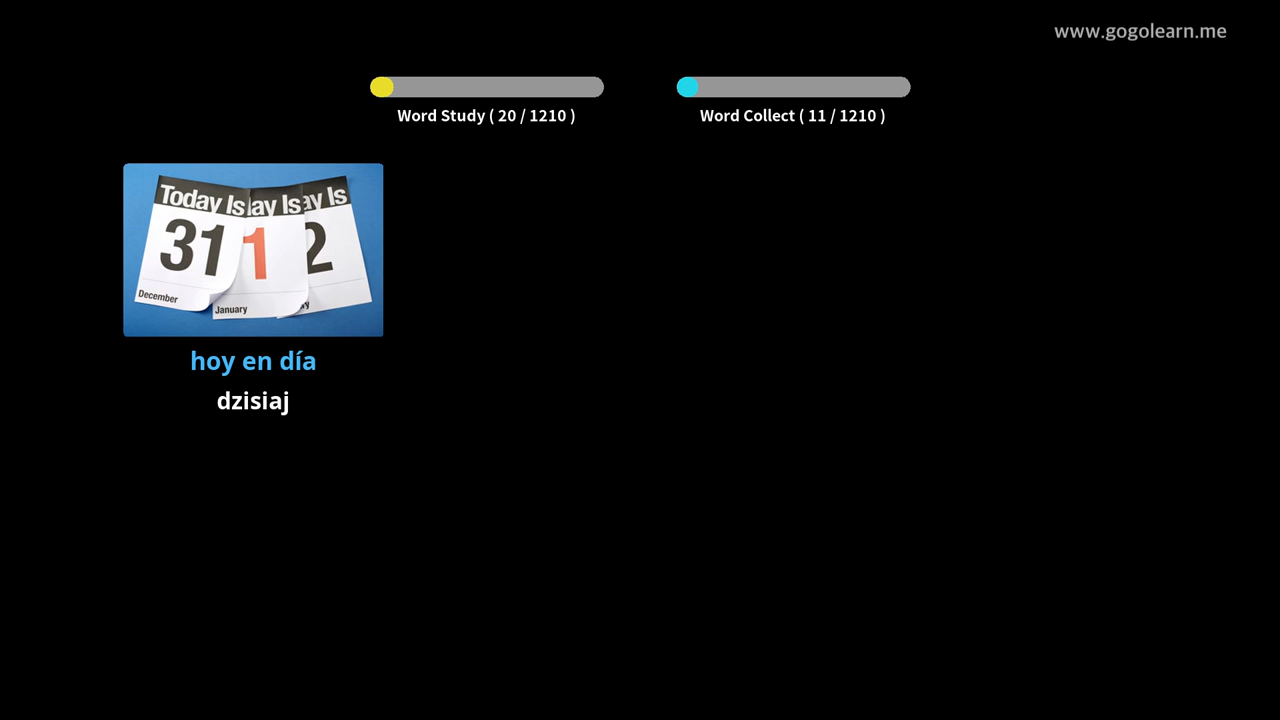 www.gogolearn.me
Word Study ( 20 / 1210 )
Word Collect ( 11 / 1210 )
Today Is
ay Is
ay Is
31
1
2
December
January
ry
hoy en día
dzisiaj